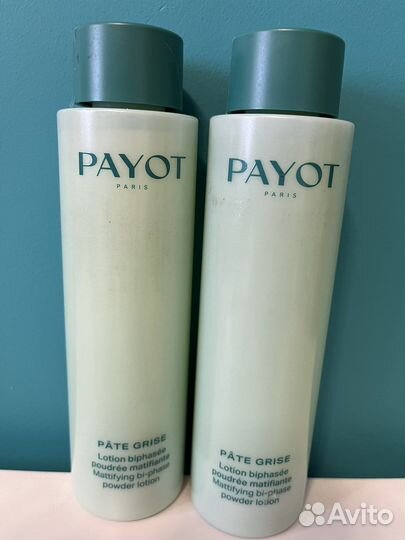 PAYOT
PARIS
PÂTE GRISE
Lotion biphasée
poudrée matifiante
Mattifying bi-phase
powder lotion
PAYOT
PARIS
PÂTE GRISE
Lotion biphasée
poudrée matifiante
Mattifying bi-phase
powder lotion
Avito